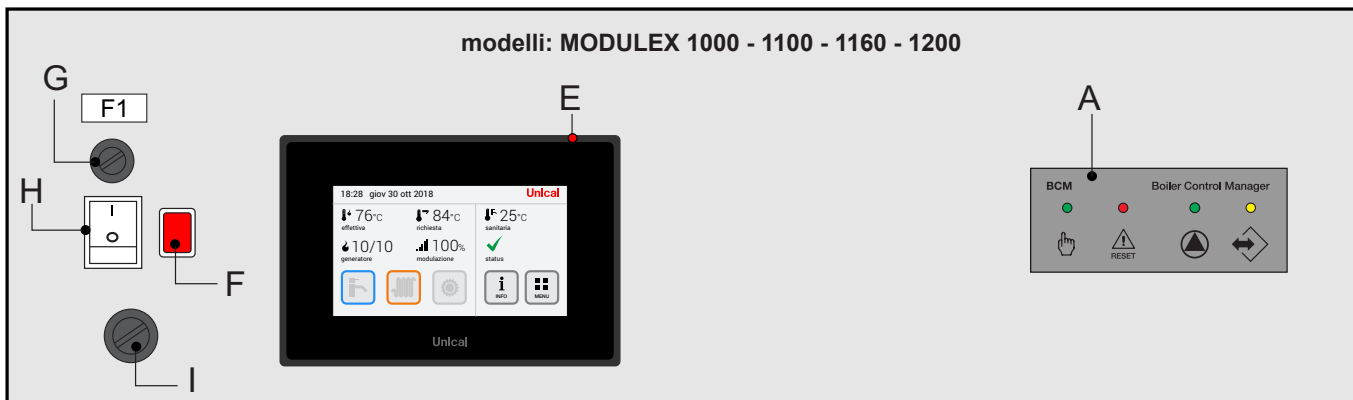 modelli: MODULEX 1000 - 1100 - 1160 - 1200
G
F1
H
F
I
E
18:28 giov 30 ott 2018 Unical
76°C 84°C 25°C
effettiva richiesta sanitaria
10/10 100%
generatore modulazione status
i
INFO MENU
Unical
A
BCM Boiler Control Manager
RESET